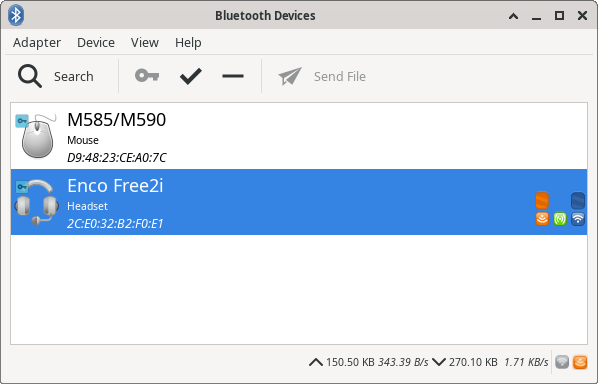 Bluetooth Devices
Adapter Device View Help
Search Send File
M585/M590
Mouse
D9:48:23:CE:A0:7C
Enco Free2i
Headset
2C:E0:32:B2:F0:E1
150.50 KB 343.39 B/s 270.10 KB 1.71 KB/s